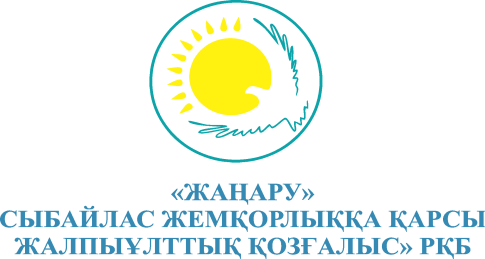 «ЖАҢАРУ»
СЫБАЙЛАС ЖЕМҚОРЛЫҚҚА ҚАРСЫ
ЖАЛПЫҰЛТТЫҚ ҚОЗҒАЛЫС» РҚБ